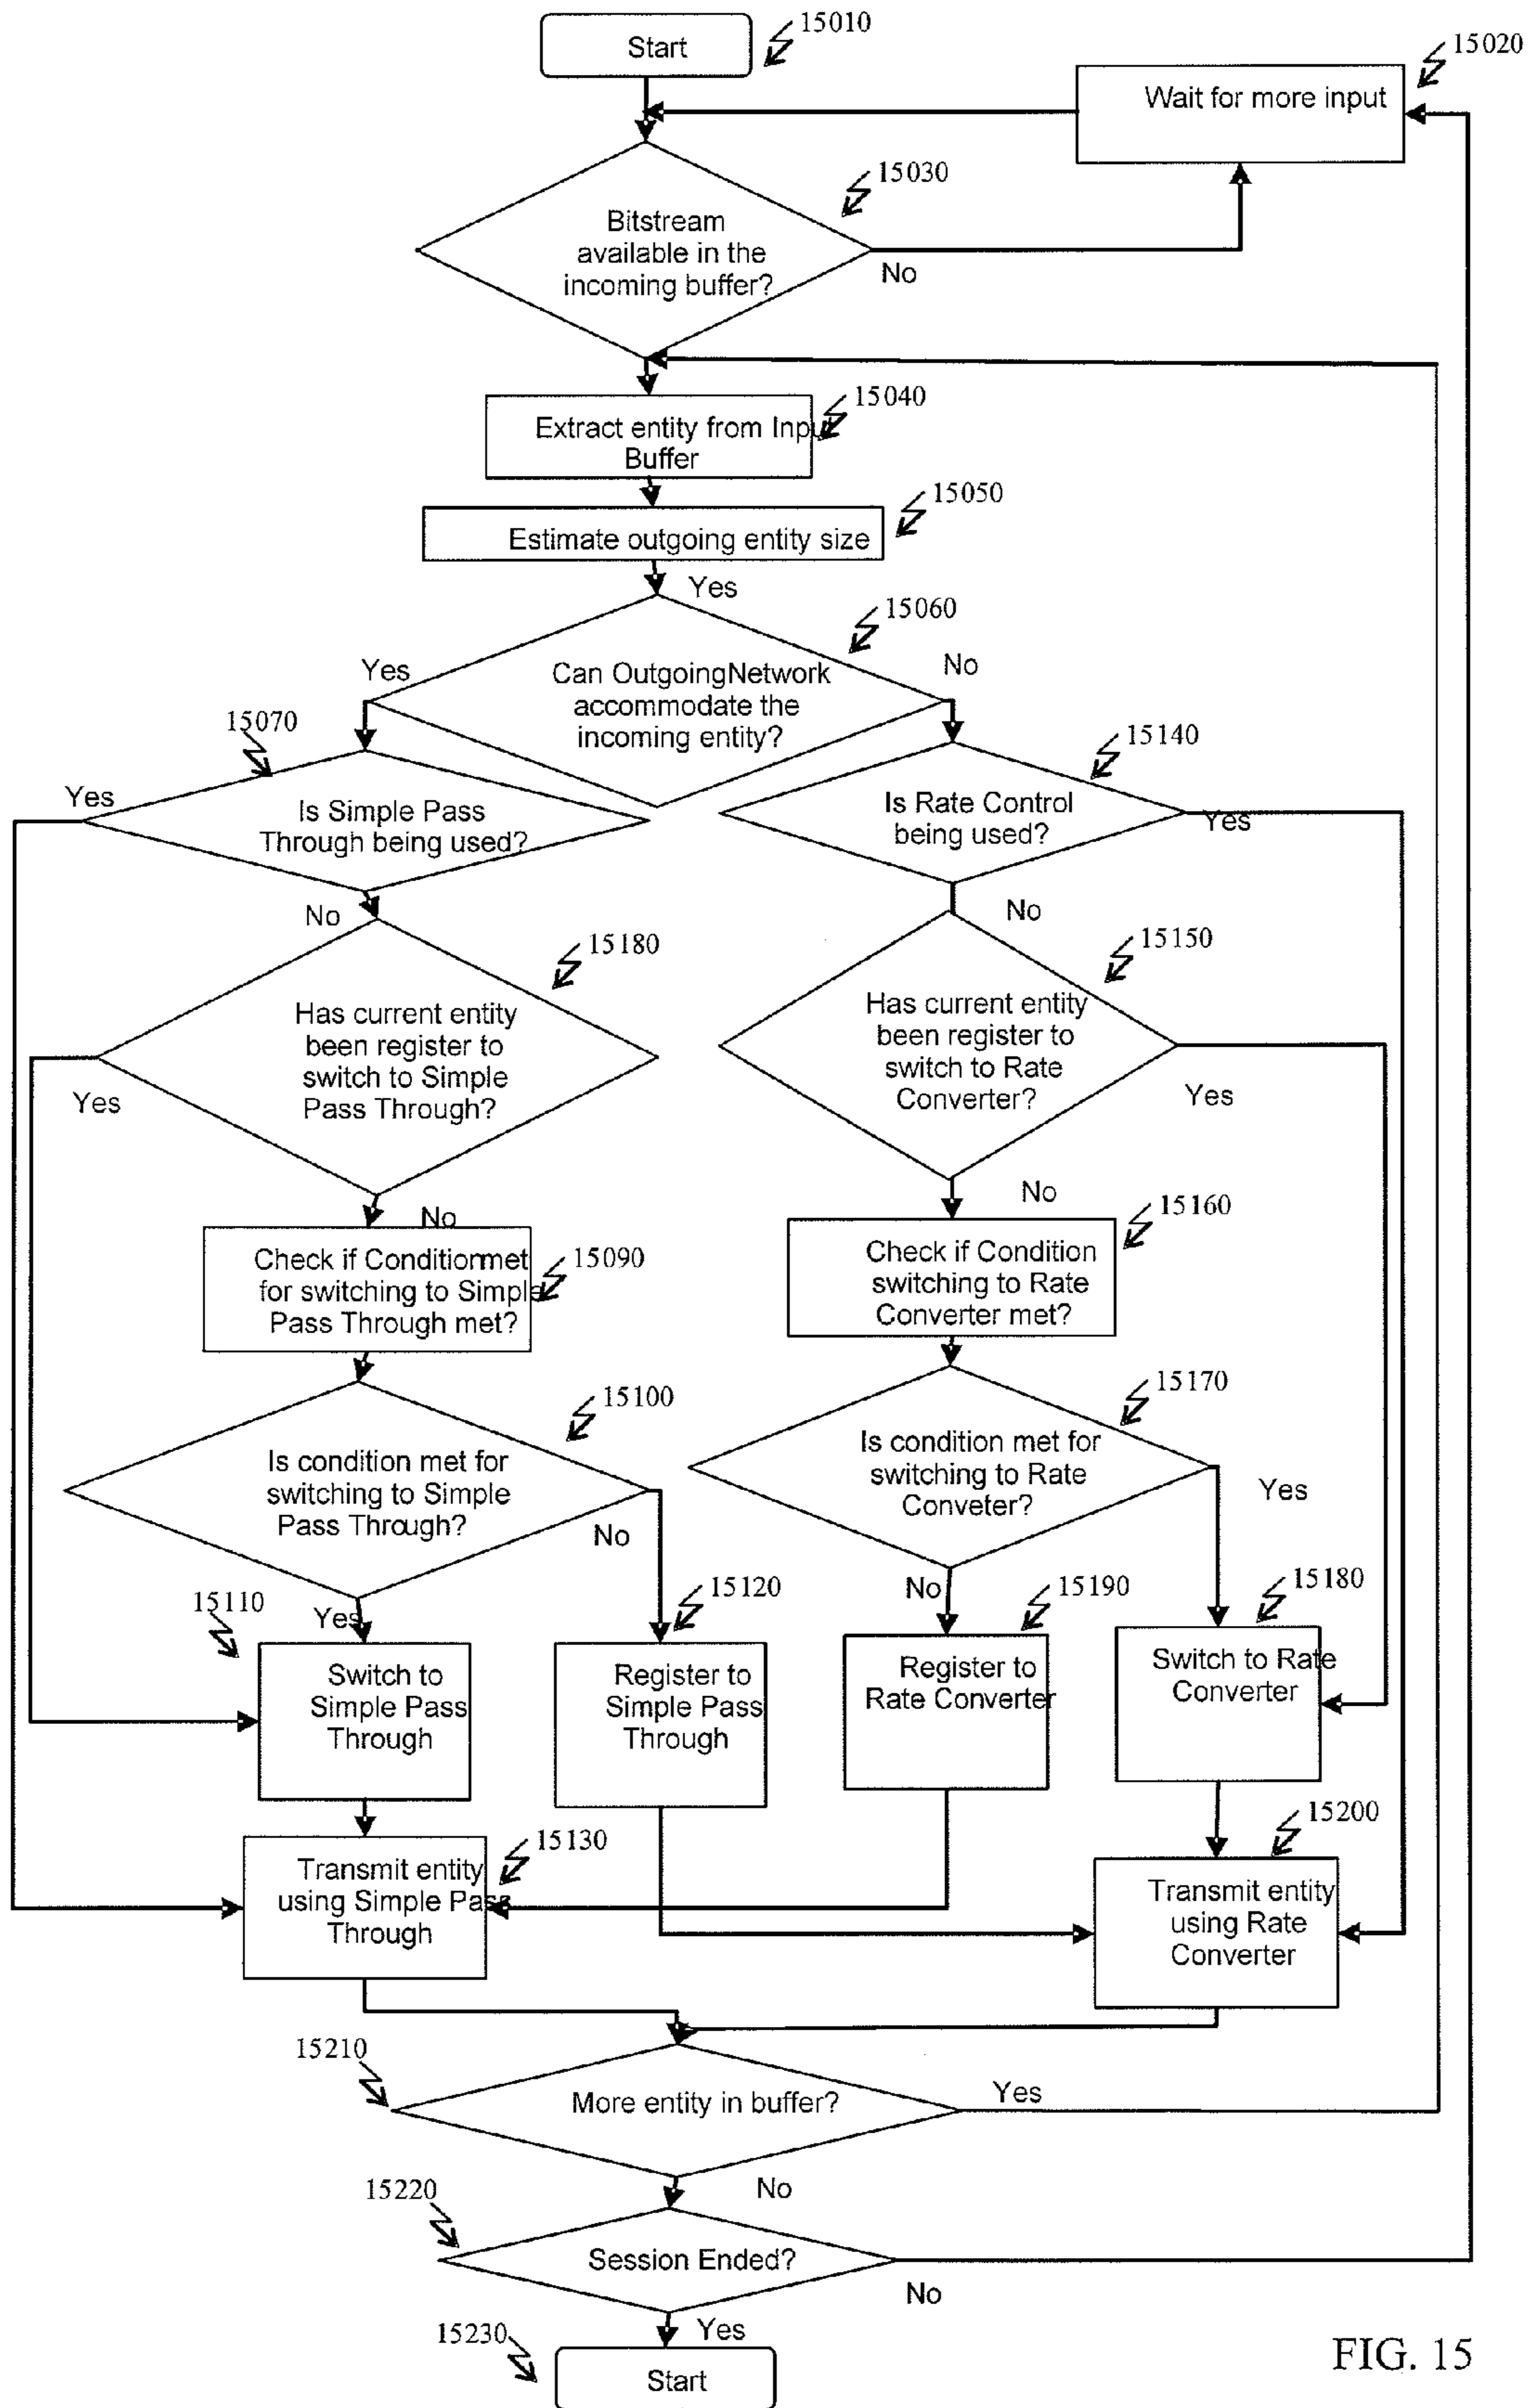 Start
15010
15020
Wait for more input
15030
Bitstream
available in the
incoming buffer?
No
15040
Extract entity from Input
Buffer
15050
Estimate outgoing entity size
Yes
15060
Yes
No
Can OutgoingNetwork
accommodate the
incoming entity?
15070
15140
Yes
Is Simple Pass
Through being used?
Is Rate Control
being used?
Yes
No
No
15180
15150
Has current entity
been register to
switch to Simple
Pass Through?
Has current entity
been register to
switch to Rate
Converter?
Yes
Yes
No
No
15160
Check if Conditionmet
for switching to Simple
Pass Through met?
15090
Check if Condition
switching to Rate
Converter met?
15100
15170
Is condition met for
switching to Simple
Pass Through?
Is condition met for
switching to Rate
Conveter?
No
Yes
15110
Yes
15120
No
15190
15180
Switch to
Simple Pass
Through
Register to
Simple Pass
Through
Register to
Rate Converter
Switch to Rate
Converter
15130
15200
Transmit entity
using Simple Pass
Through
Transmit entity
using Rate
Converter
15210
More entity in buffer?
Yes
15220
No
Session Ended?
No
15230
Yes
Start
FIG. 15